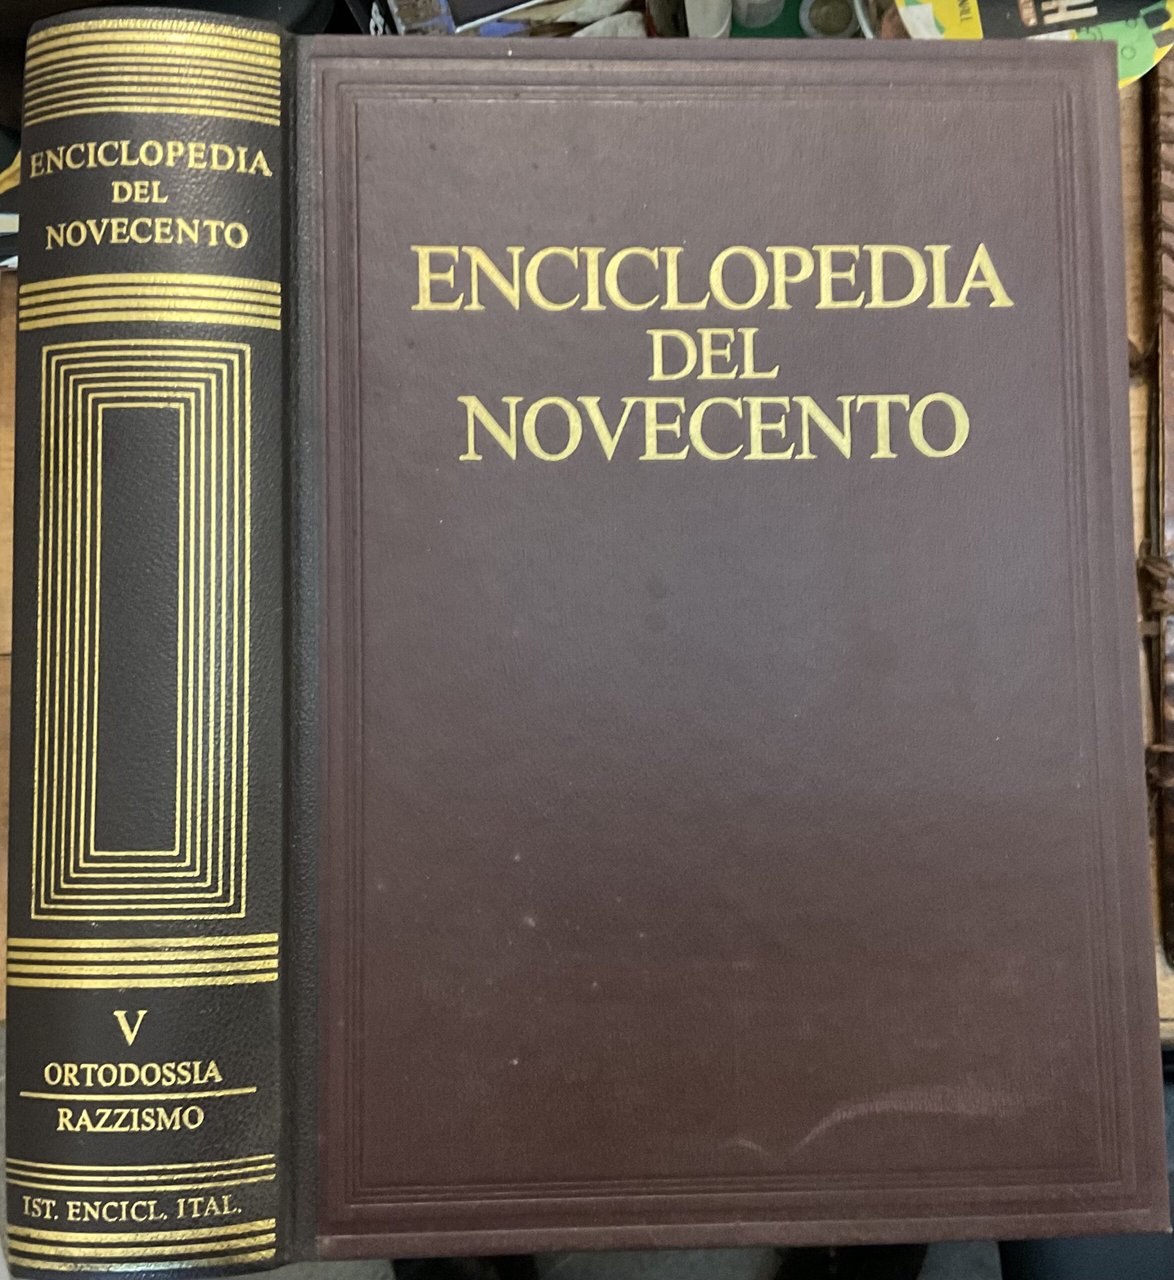 ENCICLOPEDIA
DEL
NOVECENTO
V
ORTODOSSIA
RAZZISMO
IST. ENCICL. ITAL.
ENCICLOPEDIA
DEL
NOVECENTO